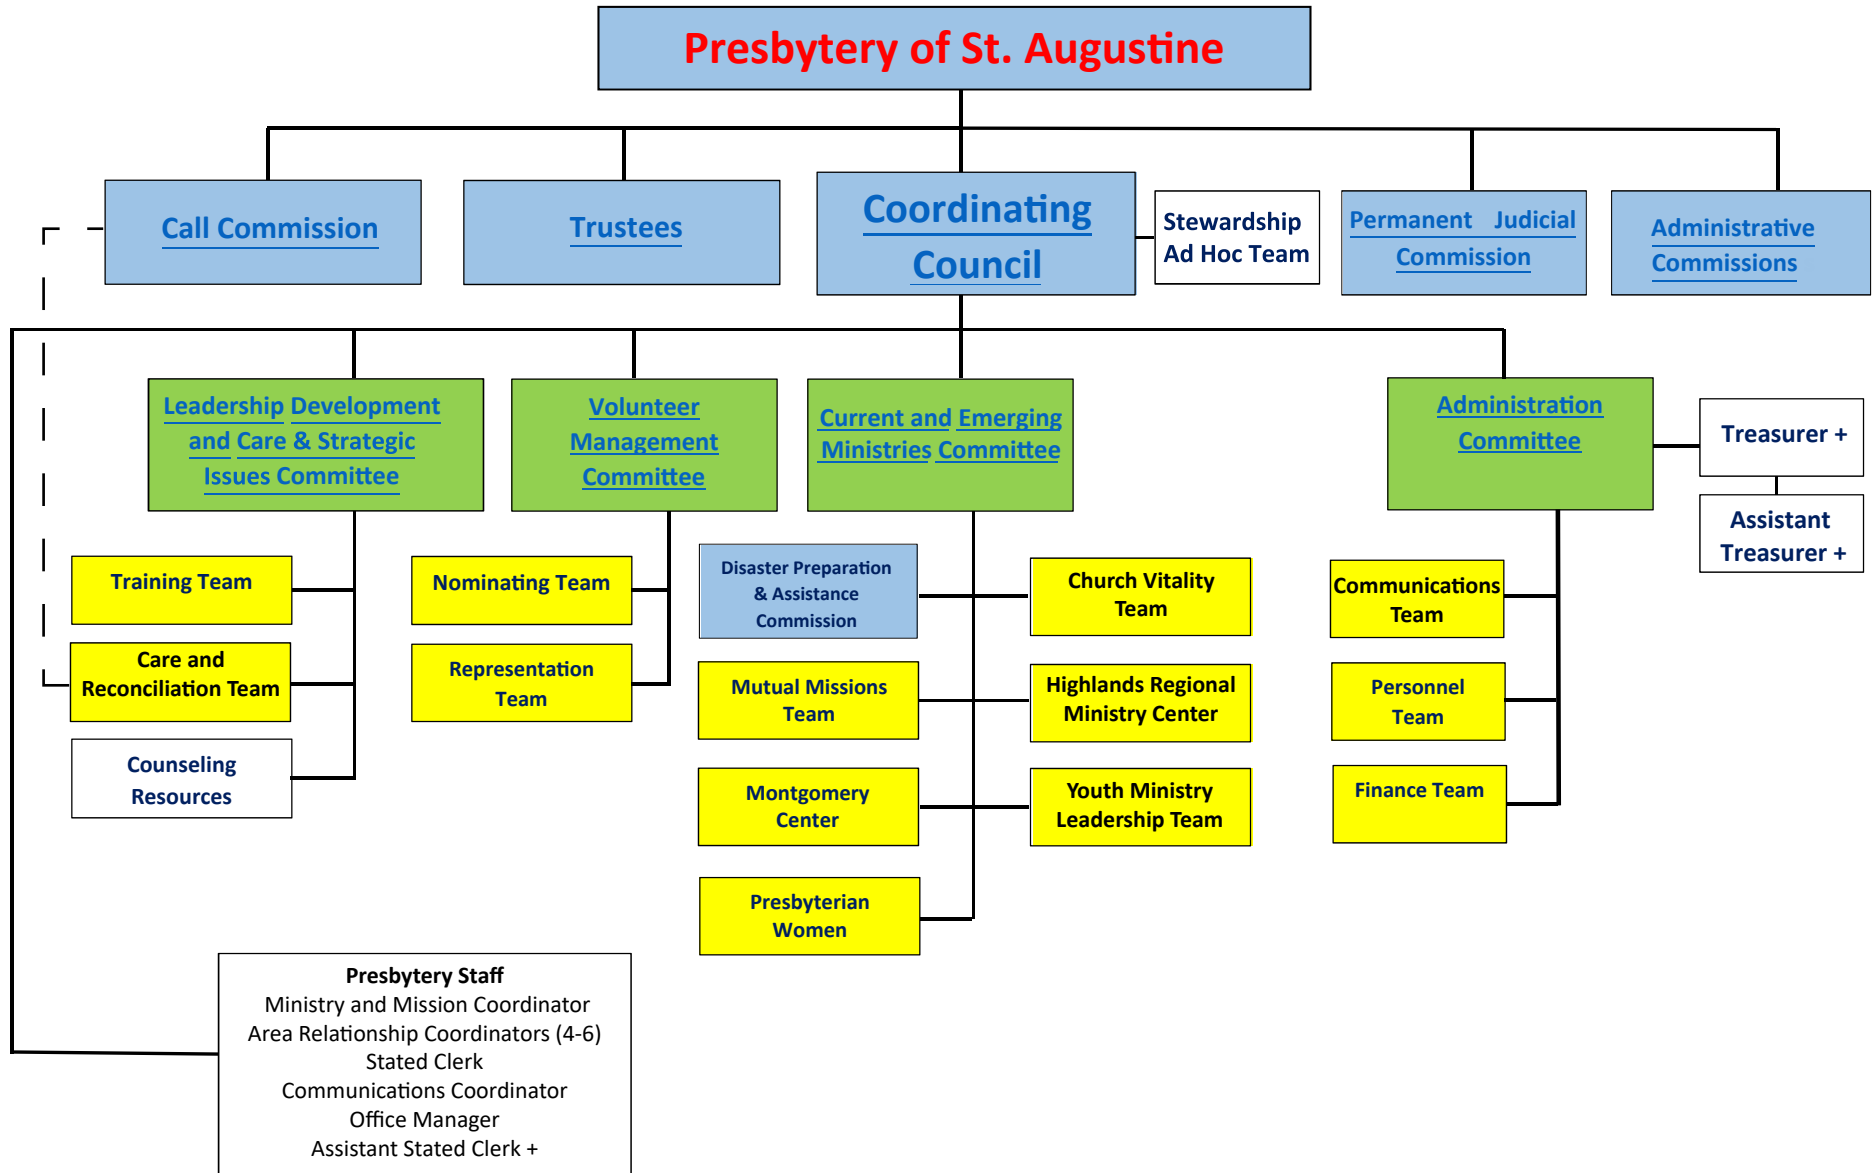 Presbytery of St. Augustine
Call Commission
Trustees
Coordinating
Council
Stewardship
Ad Hoc Team
Permanent Judicial
Commission
Administrative
Commissions
Leadership Development
and Care & Strategic
Issues Committee
Volunteer
Management
Committee
Current and Emerging
Ministries Committee
Administration
Committee
Treasurer +
Assistant
Treasurer +
Training Team
Care and
Reconciliation Team
Counseling
Resources
Nominating Team
Representation
Team
Disaster Preparation
& Assistance
Commission
Mutual Missions
Team
Montgomery
Center
Presbyterian
Women
Church Vitality
Team
Highlands Regional
Ministry Center
Youth Ministry
Leadership Team
Communications
Team
Personnel
Team
Finance Team
Presbytery Staff
Ministry and Mission Coordinator
Area Relationship Coordinators (4-6)
Stated Clerk
Communications Coordinator
Office Manager
Assistant Stated Clerk +